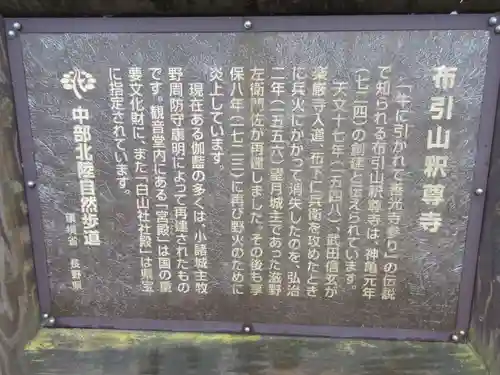 布引山釈尊寺
「牛に引かれて善光寺参り」の伝説
で知られる布引山釈尊寺は、神亀元年
(七二四)の創建と伝えられています。
天文十七年(一五四八)、武田信玄が
楽厳寺入道、布下仁兵衛を攻めたとき
に兵火にかかって消失したのを、弘治
二年(一五五六)望月城主であった滋野
左衛門佐が再建しました。その後も享
保八年(一七二三)に再び野火のために
炎上しています。
現在ある伽藍の多くは、小諸城主牧
野周防守康明によって再建されたもの
です。観音堂内にある「宮殿」は国の重
要文化財に、また「白山社社殿」は県宝
に指定されています。
中部北陸自然歩道
環境省 長野県